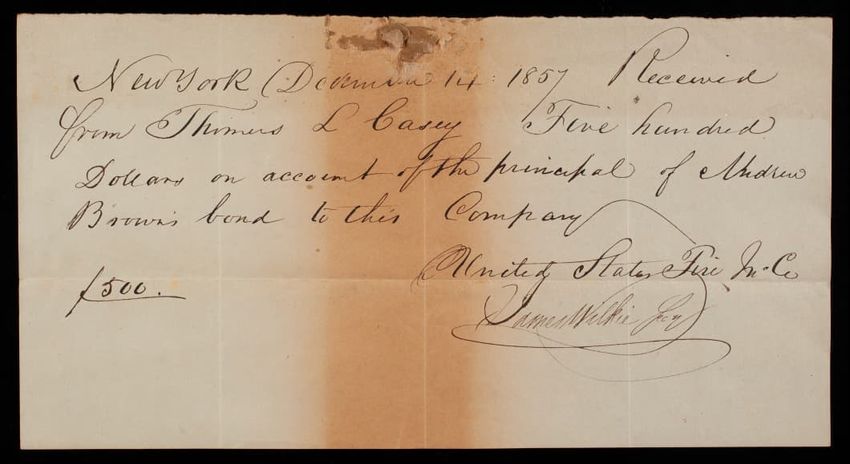 New York December 14: 1857 Received
from Thomas L Casey Five hundred
Dollars on account of the principal of Andrew
Brown's bond to this Company
United States Fire In. Co
$500.
James Wilkie Secy